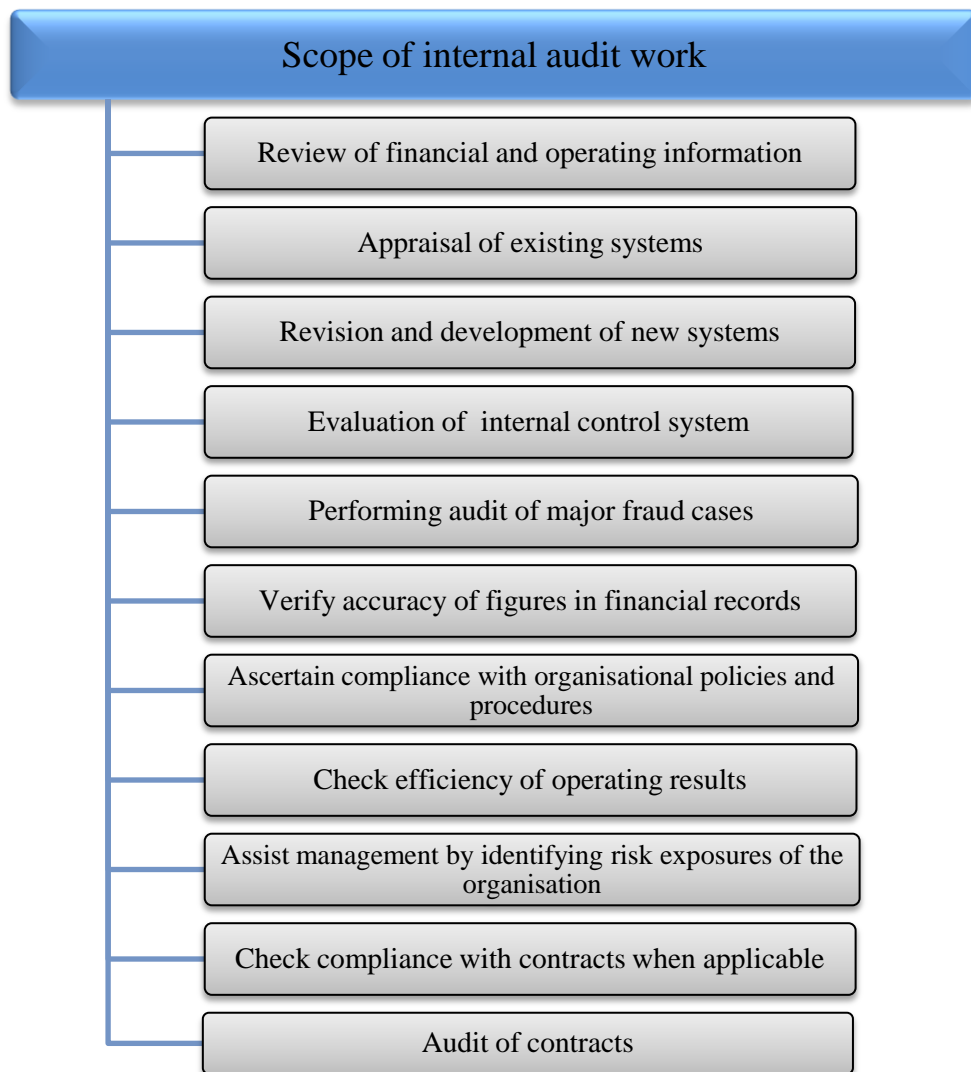 Scope of internal audit work
Review of financial and operating information
Appraisal of existing systems
Revision and development of new systems
Evaluation of  internal control system
Performing audit of major fraud cases
Verify accuracy of figures in financial records
Ascertain compliance with organisational policies and
procedures
Check efficiency of operating results
Assist management by identifying risk exposures of the
organisation
Check compliance with contracts when applicable
Audit of contracts